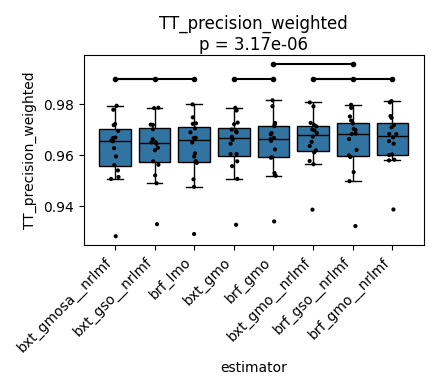 TT_precision_weighted
p = 3.17e-06
TT_precision_weighted
0.98
0.96
0.94
bxt_gmosa__nrlmf
bxt_gso__nrlmf
brf_lmo
bxt_gmo
brf_gmo
bxt_gmo__nrlmf
brf_gso__nrlmf
brf_gmo__nrlmf
estimator